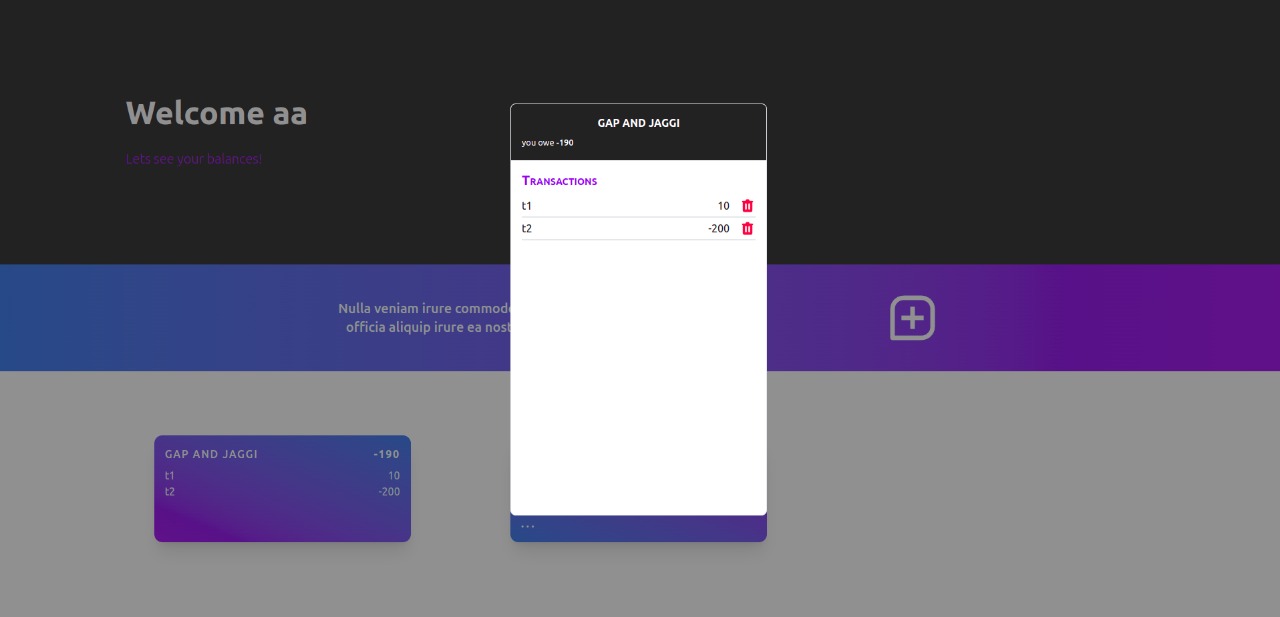 Welcome aa
Lets see your balances!
GAP AND JAGGI
you owe -190
Transactions
t1 10
t2 -200
Nulla veniam irure commod
officia aliquip irure ea nost
GAP AND JAGGI -190
t1 10
t2 -200
...